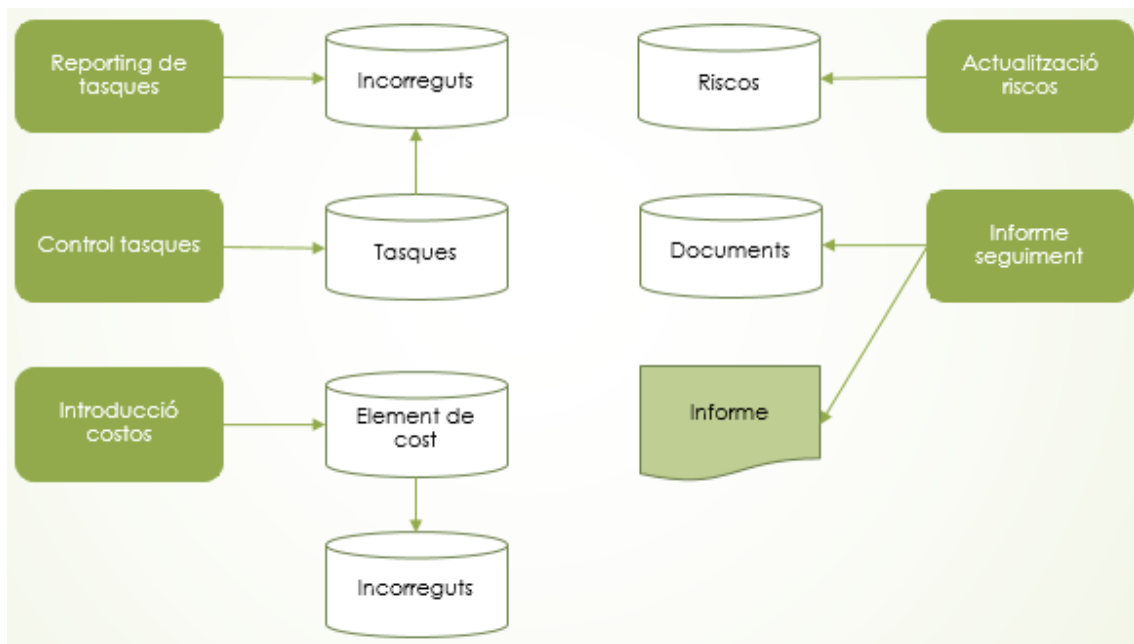 Reporting de
tasques
Incorreguts
Riscos
Actualització
riscos
Control tasques
Tasques
Documents
Informe
seguiment
Introducció
costos
Element de
cost
Informe
Incorreguts